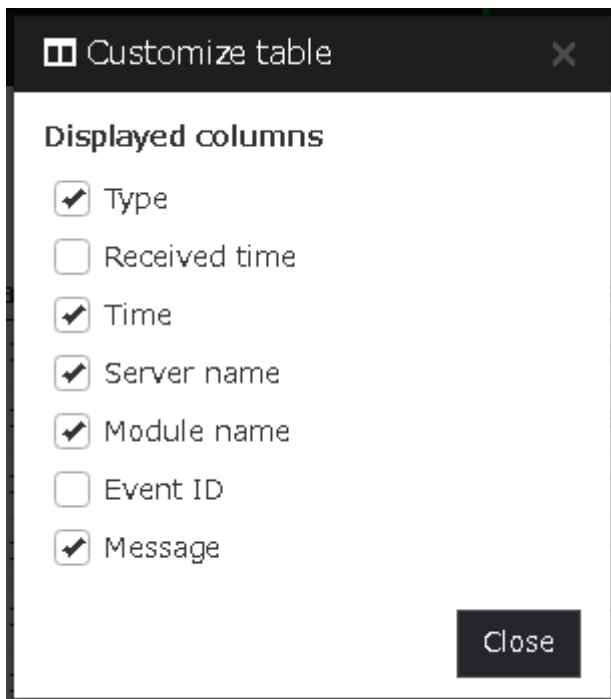 Customize table
Displayed columns
Type
Received time
Time
Server name
Module name
Event ID
Message
Close